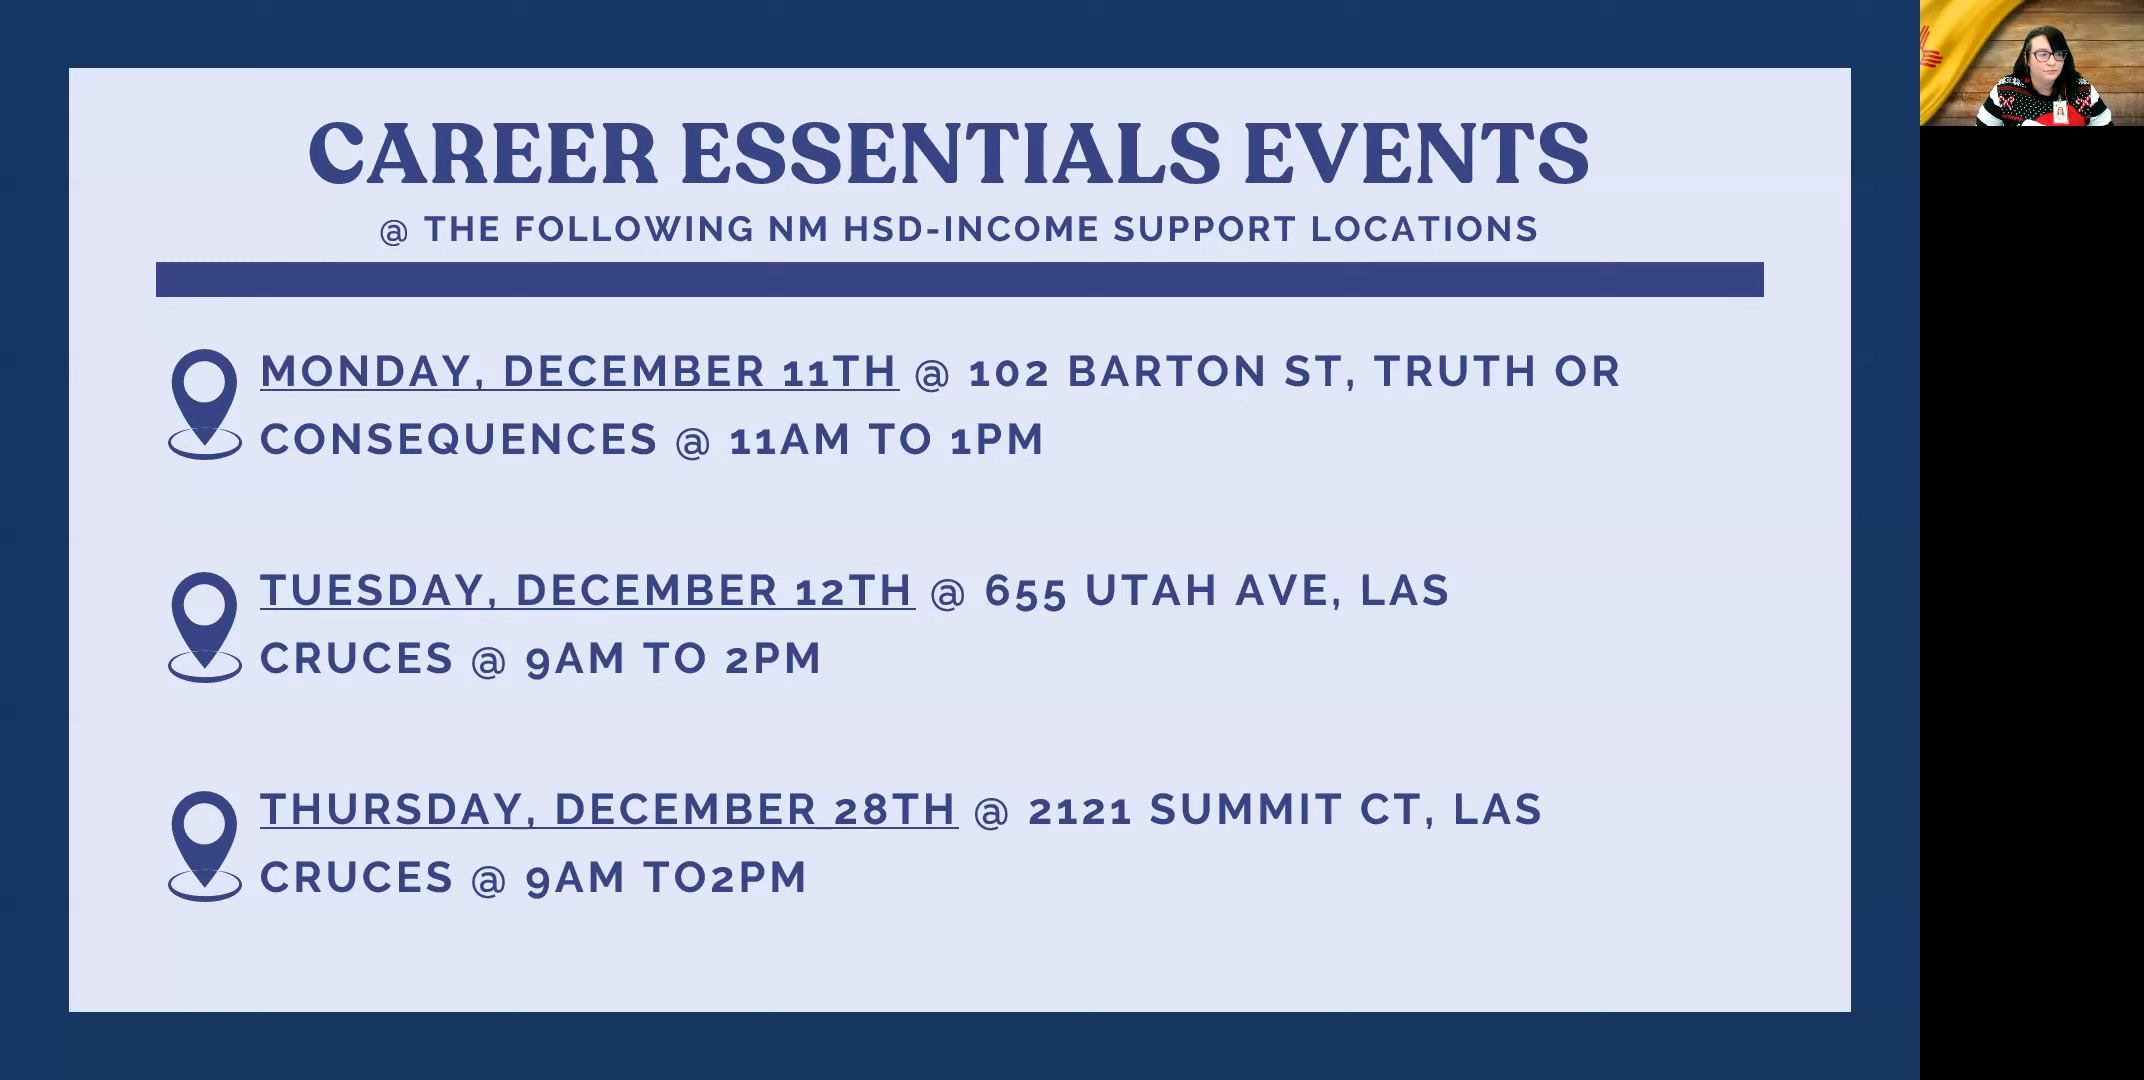 CAREER ESSENTIALS EVENTS
@ THE FOLLOWING NM HSD-INCOME SUPPORT LOCATIONS
MONDAY, DECEMBER 11TH @ 102 BARTON ST, TRUTH OR
CONSEQUENCES @ 11AM TO 1PM
TUESDAY, DECEMBER 12TH @ 655 UTAH AVE, LAS
CRUCES @ 9AM TO 2PM
THURSDAY, DECEMBER 28TH @ 2121 SUMMIT CT, LAS
CRUCES @ 9AM TO2PM